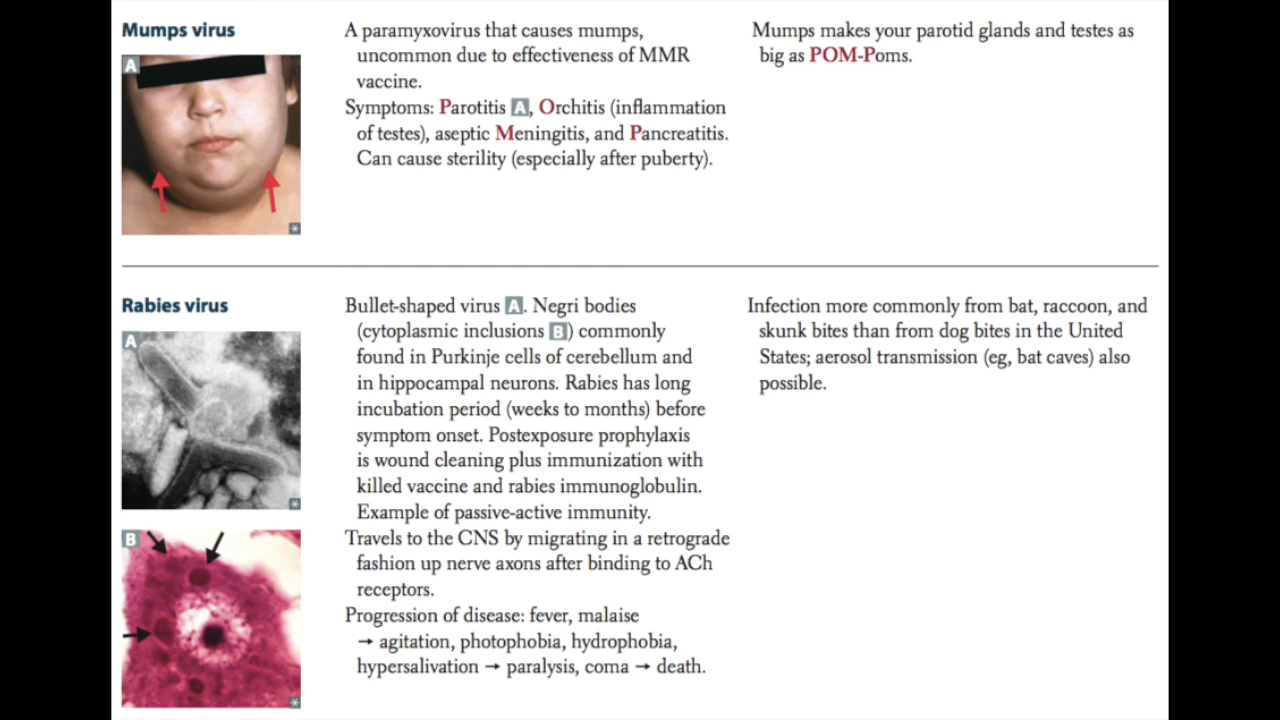 Mumps virus
A
A paramyxovirus that causes mumps,
uncommon due to effectiveness of MMR
vaccine.
Symptoms: Parotitis A, Orchitis (inflammation
of testes), aseptic Meningitis, and Pancreatitis.
Can cause sterility (especially after puberty).
Mumps makes your parotid glands and testes as
big as POM-Poms.
Rabies virus
A
B
Bullet-shaped virus A. Negri bodies
(cytoplasmic inclusions B) commonly
found in Purkinje cells of cerebellum and
in hippocampal neurons. Rabies has long
incubation period (weeks to months) before
symptom onset. Postexposure prophylaxis
is wound cleaning plus immunization with
killed vaccine and rabies immunoglobulin.
Example of passive-active immunity.
Travels to the CNS by migrating in a retrograde
fashion up nerve axons after binding to ACh
receptors.
Progression of disease: fever, malaise
→ agitation, photophobia, hydrophobia,
hypersalivation → paralysis, coma → death.
Infection more commonly from bat, raccoon, and
skunk bites than from dog bites in the United
States; aerosol transmission (eg, bat caves) also
possible.